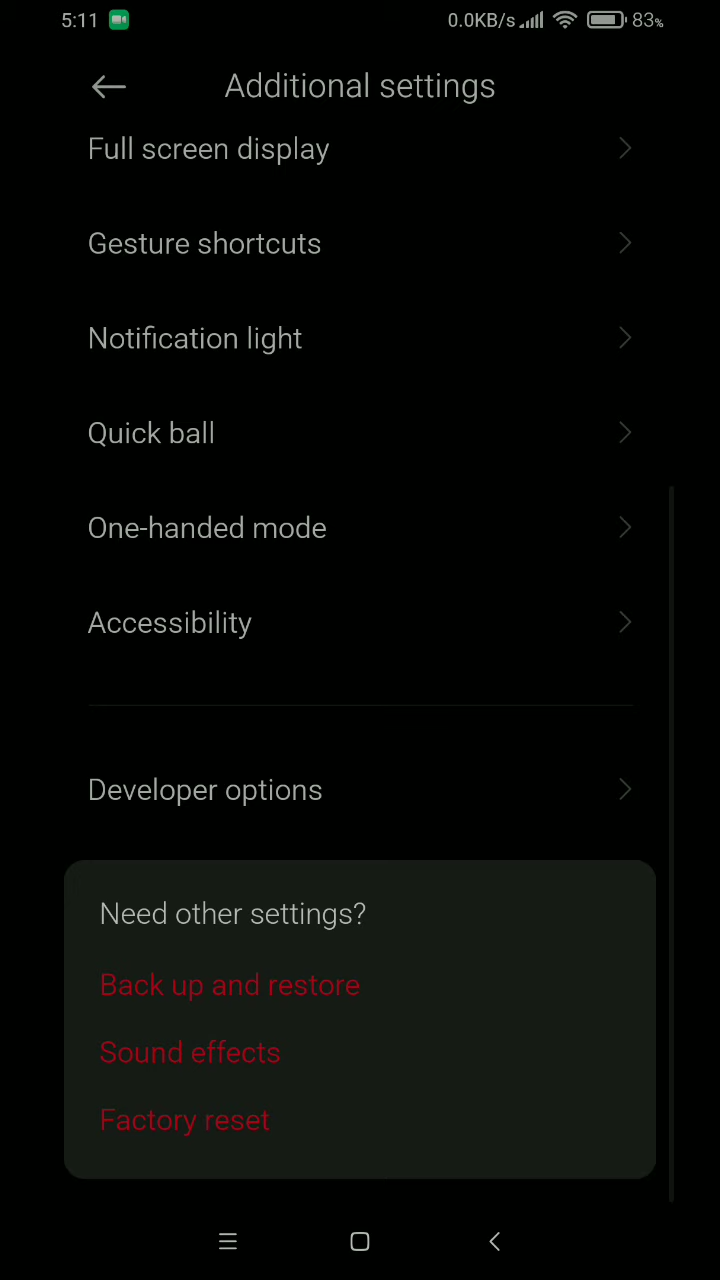 5:11 0.0KB/s 83%
Additional settings
Full screen display
Gesture shortcuts
Notification light
Quick ball
One-handed mode
Accessibility
Developer options
Need other settings?
Back up and restore
Sound effects
Factory reset